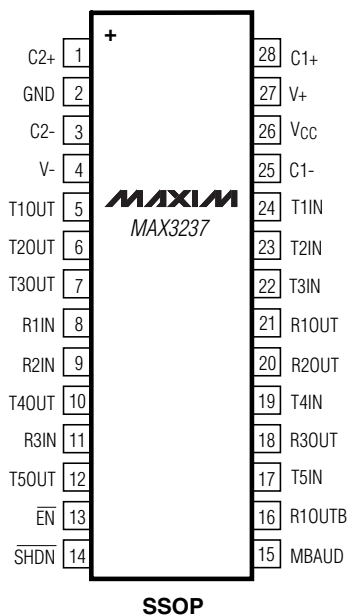 +
C2+ 1
28 C1+
GND 2
27 V+
C2- 3
26 VCC
V- 4
25 C1-
MAXIM
MAX3237
T1OUT 5
24 T1IN
T2OUT 6
23 T2IN
T3OUT 7
22 T3IN
R1IN 8
21 R1OUT
R2IN 9
20 R2OUT
T4OUT 10
19 T4IN
R3IN 11
18 R3OUT
T5OUT 12
17 T5IN
EN 13
16 R1OUTB
SHDN 14
15 MBAUD
SSOP